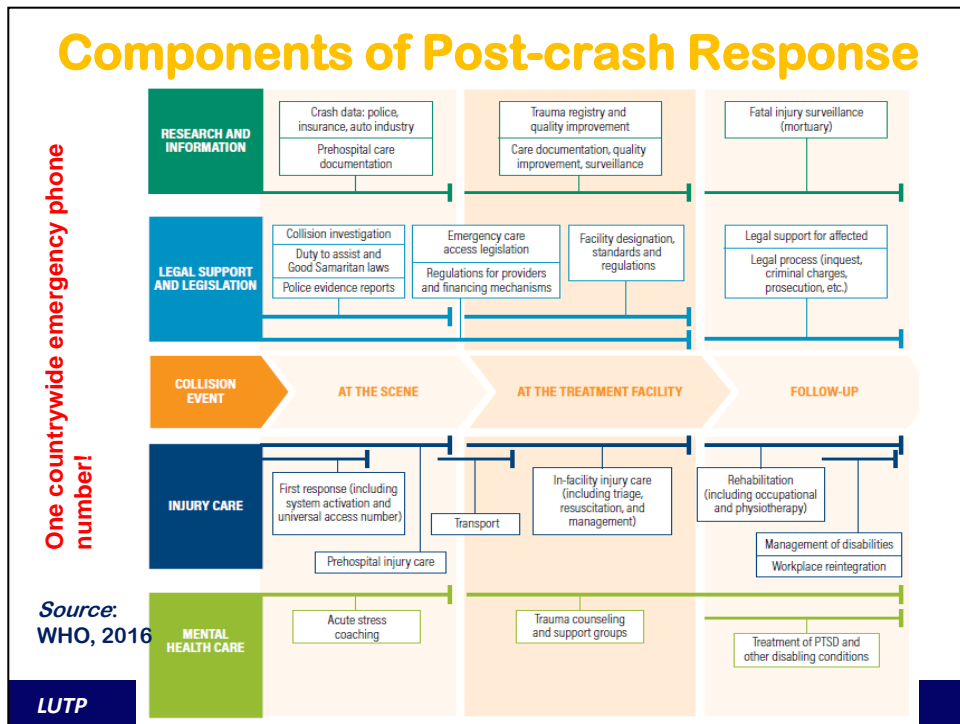 Components of Post-crash Response
One countrywide emergency phone
number!
RESEARCH AND
INFORMATION
Crash data: police,
insurance, auto industry
Prehospital care
documentation
Trauma registry and
quality improvement
Care documentation, quality
improvement, surveillance
Fatal injury surveillance
(mortuary)
LEGAL SUPPORT
AND LEGISLATION
Collision investigation
Duty to assist and
Good Samaritan laws
Police evidence reports
Emergency care
access legislation
Regulations for providers
and financing mechanisms
Facility designation,
standards and
regulations
Legal support for affected
Legal process (inquest,
criminal charges,
prosecution, etc.)
COLLISION
EVENT
AT THE SCENE
AT THE TREATMENT FACILITY
FOLLOW-UP
INJURY CARE
First response (including
system activation and
universal access number)
Prehospital injury care
Transport
In-facility injury care
(including triage,
resuscitation, and
management)
Rehabilitation
(including occupational
and physiotherapy)
Management of disabilities
Workplace reintegration
MENTAL
HEALTH CARE
Acute stress
coaching
Trauma counseling
and support groups
Treatment of PTSD and
other disabling conditions
Source:
WHO, 2016
LUTP